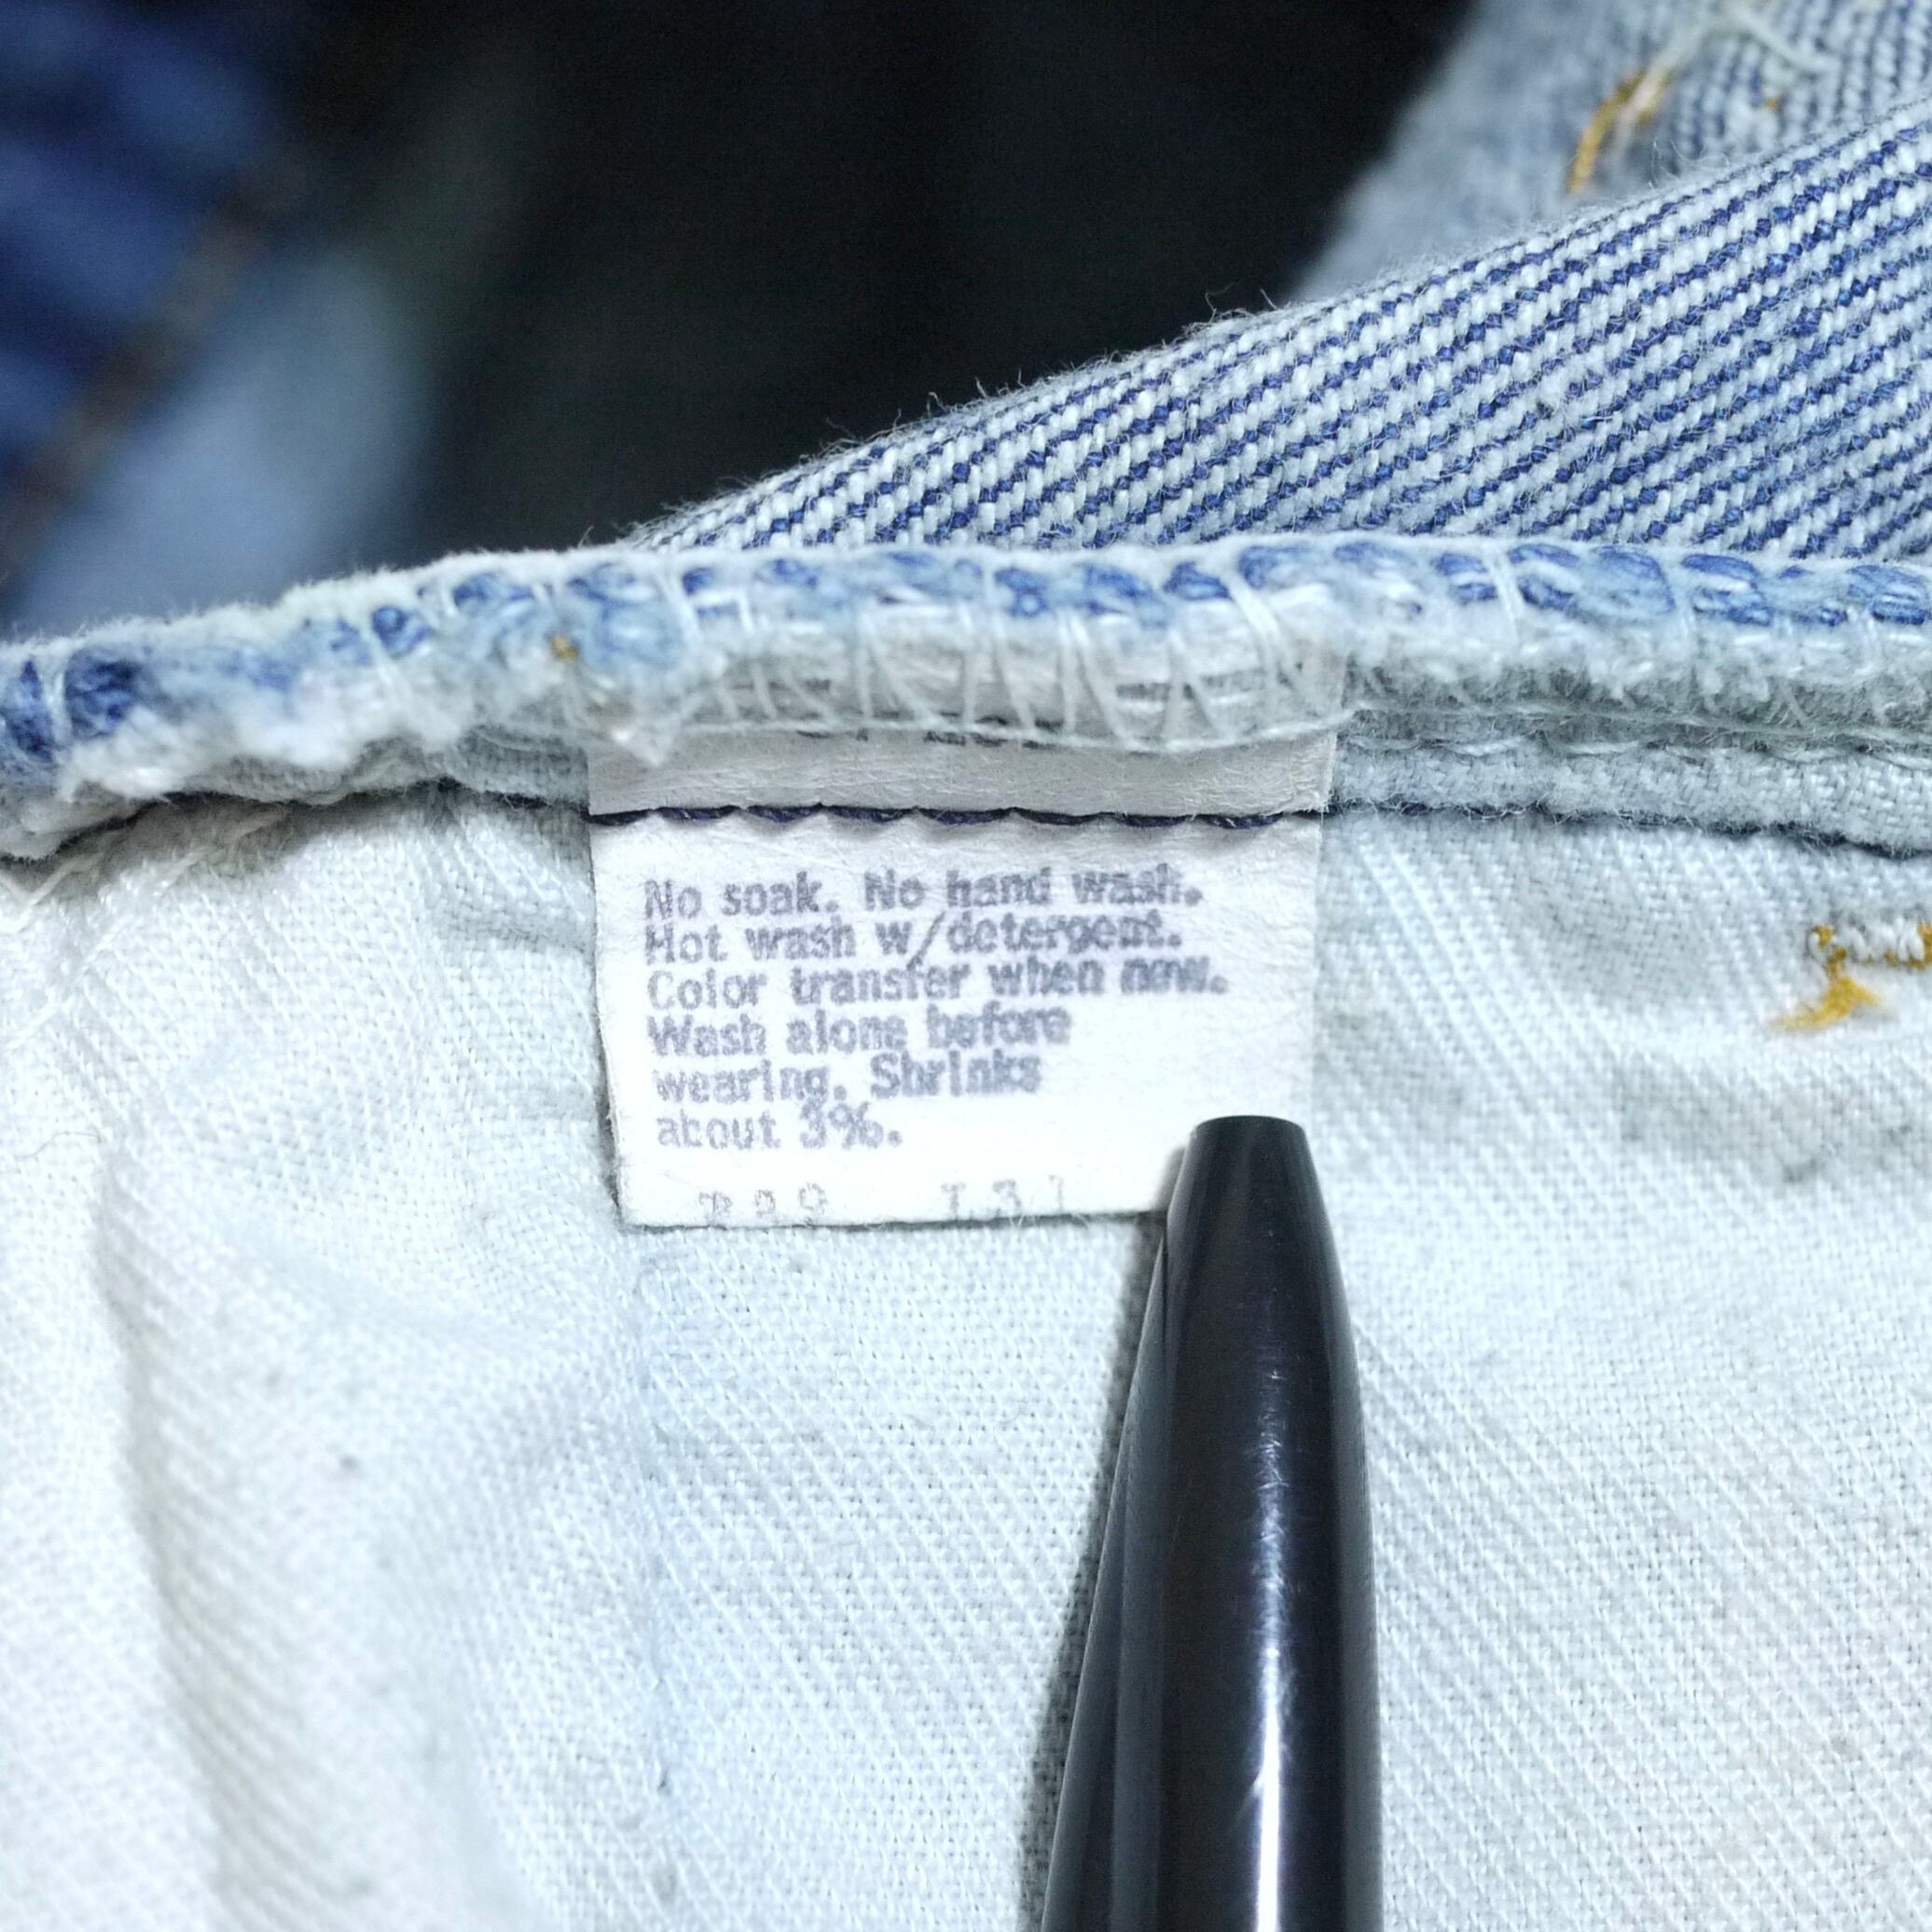 No soak. No hand wash.
Hot wash w/detergent.
Color transfer when new.
Wash alone before
wearing. Shrinks
about 3%.